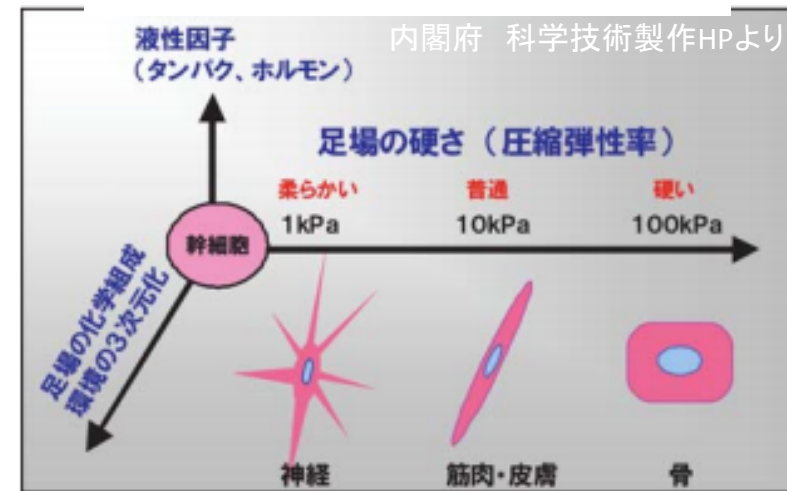 液性因子
(タンパク、ホルモン)
内閣府 科学技術製作HPより
足場の硬さ(圧縮弾性率)
柔らかい
普通
硬い
1kPa
10kPa
100kPa
幹細胞
足場の化学組成
環境の3次元化
神経
筋肉・皮膚
骨